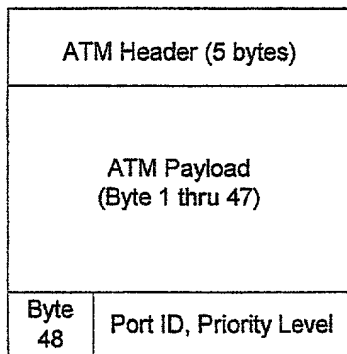 ATM Header (5 bytes)
ATM Payload
(Byte 1 thru 47)
Byte
48
Port ID, Priority Level